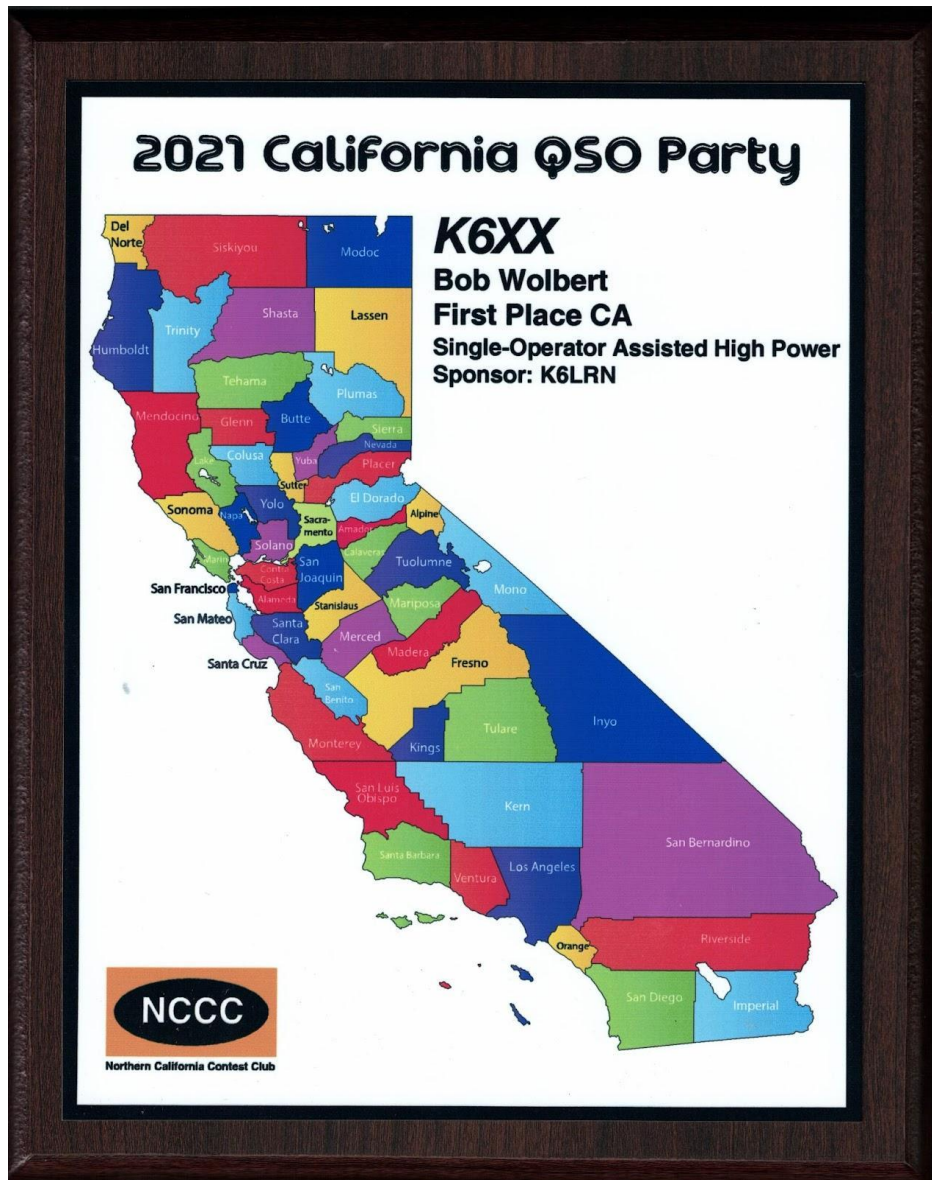 2021 California QSO Party
K6XX
Bob Wolbert
First Place CA
Single-Operator Assisted High Power
Sponsor: K6LRN
Del
Norte
Siskiyou
Modoc
Humboldt
Trinity
Shasta
Lassen
Tehama
Plumas
Mendocino
Glenn
Butte
Sierra
Lake
Colusa
Yuba
Nevada
Sutter
Placer
Sonoma
Napa
Yolo
El Dorado
Sacra-
mento
Alpine
Amador
Marin
Solano
Calaveras
Tuolumne
Mono
Contra
Costa
San
Joaquin
San Francisco
Alameda
Stanislaus
Mariposa
San Mateo
Santa
Clara
Merced
Madera
Santa Cruz
Fresno
San
Benito
Inyo
Monterey
Kings
Tulare
San Luis
Obispo
Kern
San Bernardino
Santa Barbara
Ventura
Los Angeles
Orange
Riverside
San Diego
Imperial
NCCC
Northern California Contest Club